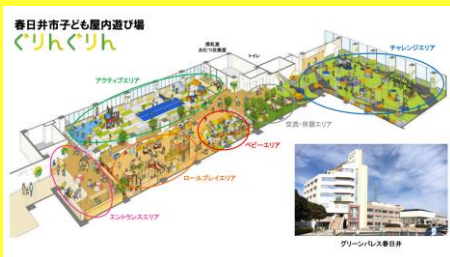 春日井市子ども屋内遊び場
ぐりんぐりん
授乳室
おむつ交換室
トイレ
チャレンジエリア
アクティブエリア
交流・休憩エリア
ベビーエリア
ロールプレイエリア
エントランスエリア
グリーンパレス春日井